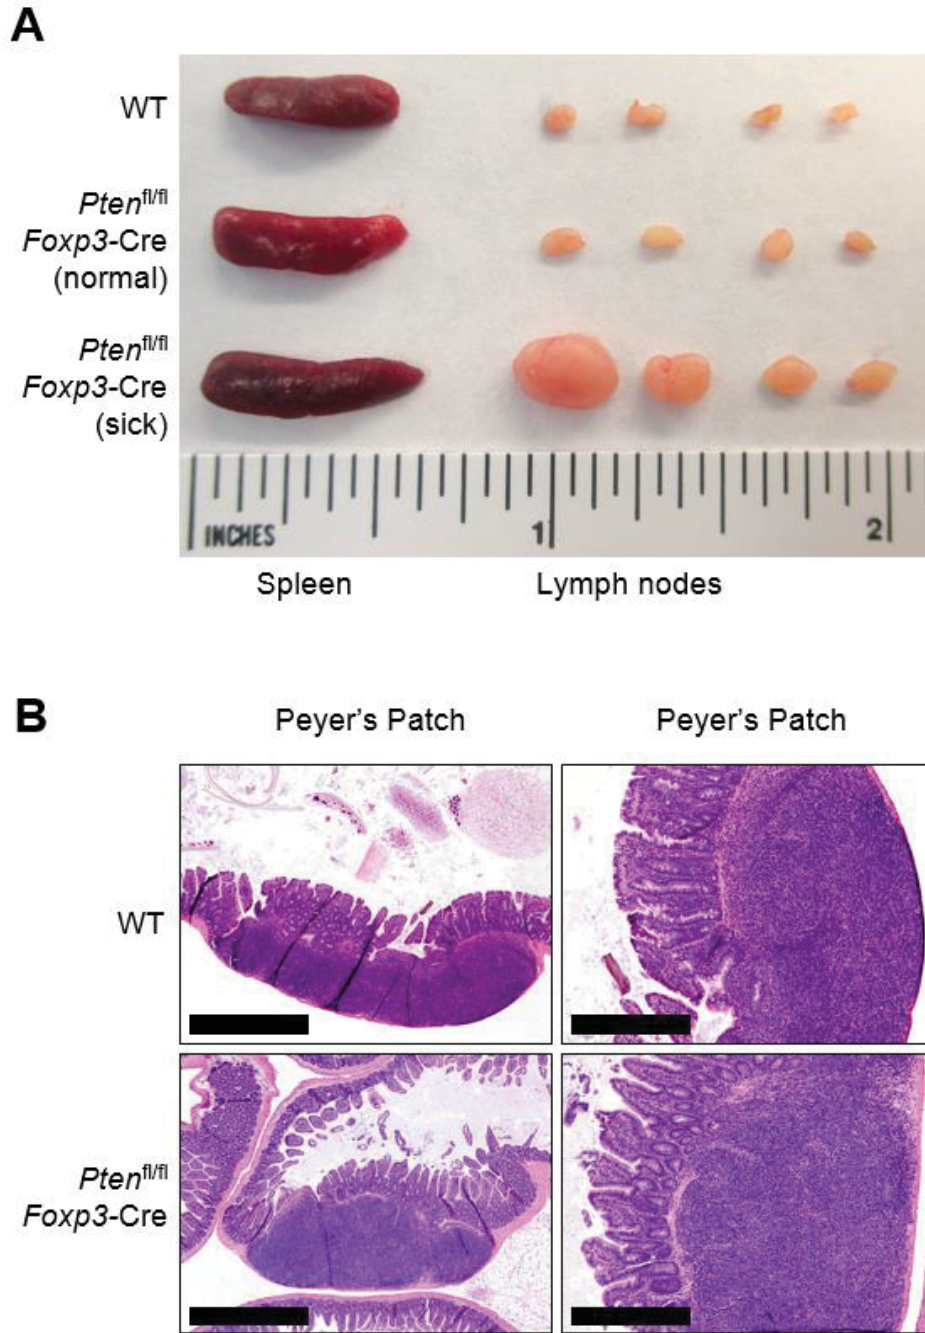 A
WT
Pten^fl/fl
Foxp3-Cre
(normal)
Pten^fl/fl
Foxp3-Cre
(sick)
INCHES 1 2
Spleen Lymph nodes
B
Peyer's Patch Peyer's Patch
WT
Pten^fl/fl
Foxp3-Cre